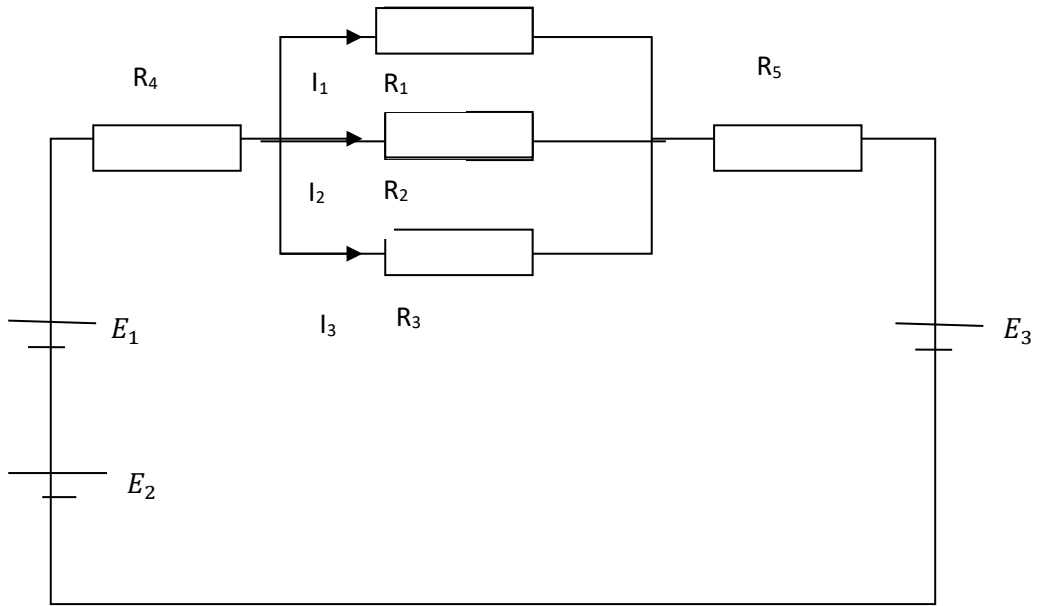 R₄
R₅
I₁ R₁
I₂ R₂
I₃ R₃
E₁
E₃
E₂